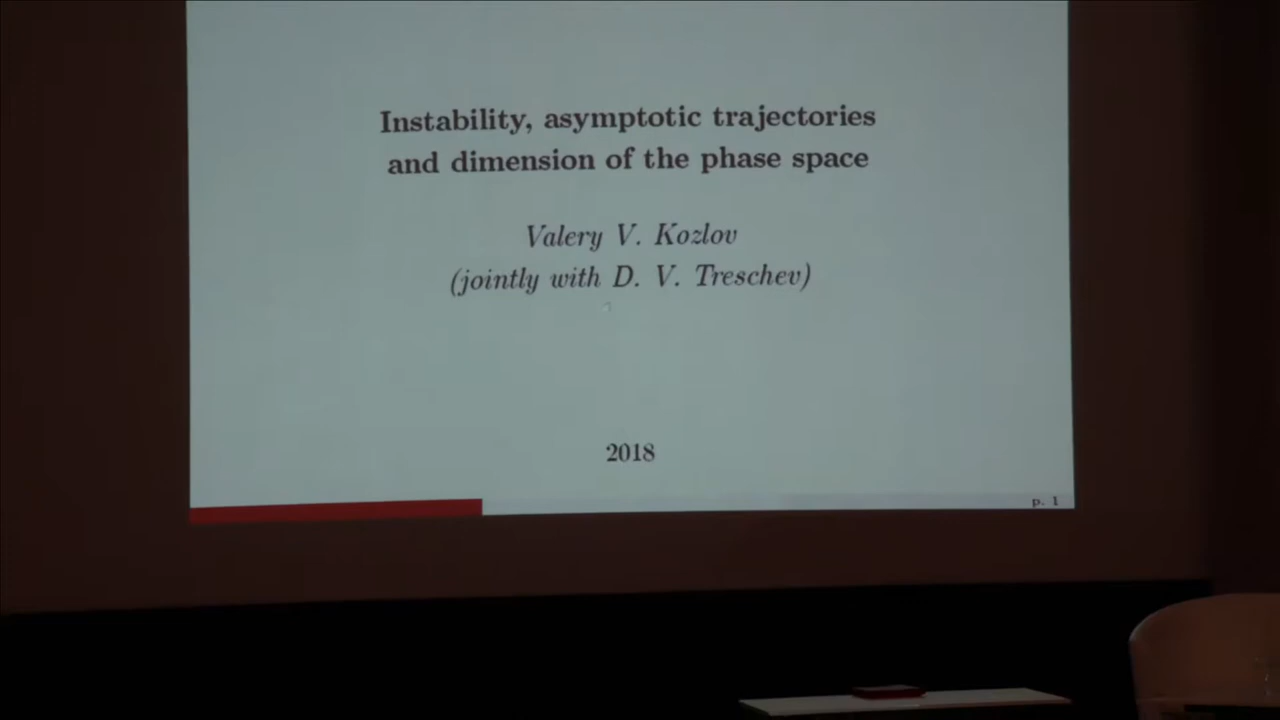 Instability, asymptotic trajectories
and dimension of the phase space
Valery V. Kozlov
(jointly with D. V. Treschev)
2018
p. 1